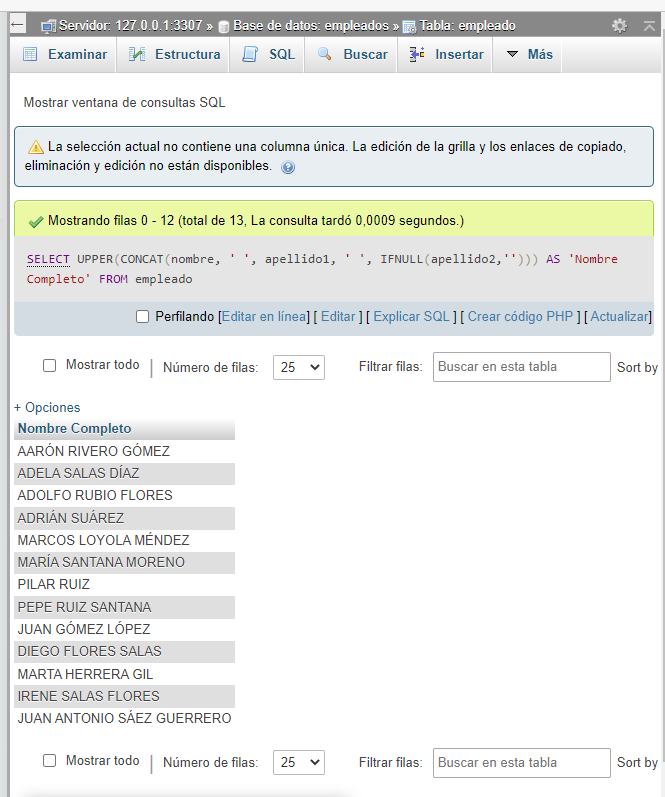 Servidor: 127.0.0.1:3307 » Base de datos: empleados » Tabla: empleado
Examinar Estructura SQL Buscar Insertar Más
Mostrar ventana de consultas SQL
La selección actual no contiene una columna única. La edición de la grilla y los enlaces de copiado,
eliminación y edición no están disponibles.
Mostrando filas 0 - 12 (total de 13, La consulta tardó 0,0009 segundos.)
SELECT UPPER(CONCAT(nombre, ' ', apellido1, ' ', IFNULL(apellido2,''))) AS 'Nombre
Completo' FROM empleado
Perfilando [Editar en línea] [ Editar ] [ Explicar SQL ] [ Crear código PHP ] [ Actualizar]
Mostrar todo | Número de filas: 25 Filtrar filas: Buscar en esta tabla Sort by
+ Opciones
Nombre Completo
AARÓN RIVERO GÓMEZ
ADELA SALAS DÍAZ
ADOLFO RUBIO FLORES
ADRIÁN SUÁREZ
MARCOS LOYOLA MÉNDEZ
MARÍA SANTANA MORENO
PILAR RUIZ
PEPE RUIZ SANTANA
JUAN GÓMEZ LÓPEZ
DIEGO FLORES SALAS
MARTA HERRERA GIL
IRENE SALAS FLORES
JUAN ANTONIO SÁEZ GUERRERO
Mostrar todo | Número de filas: 25 Filtrar filas: Buscar en esta tabla Sort by